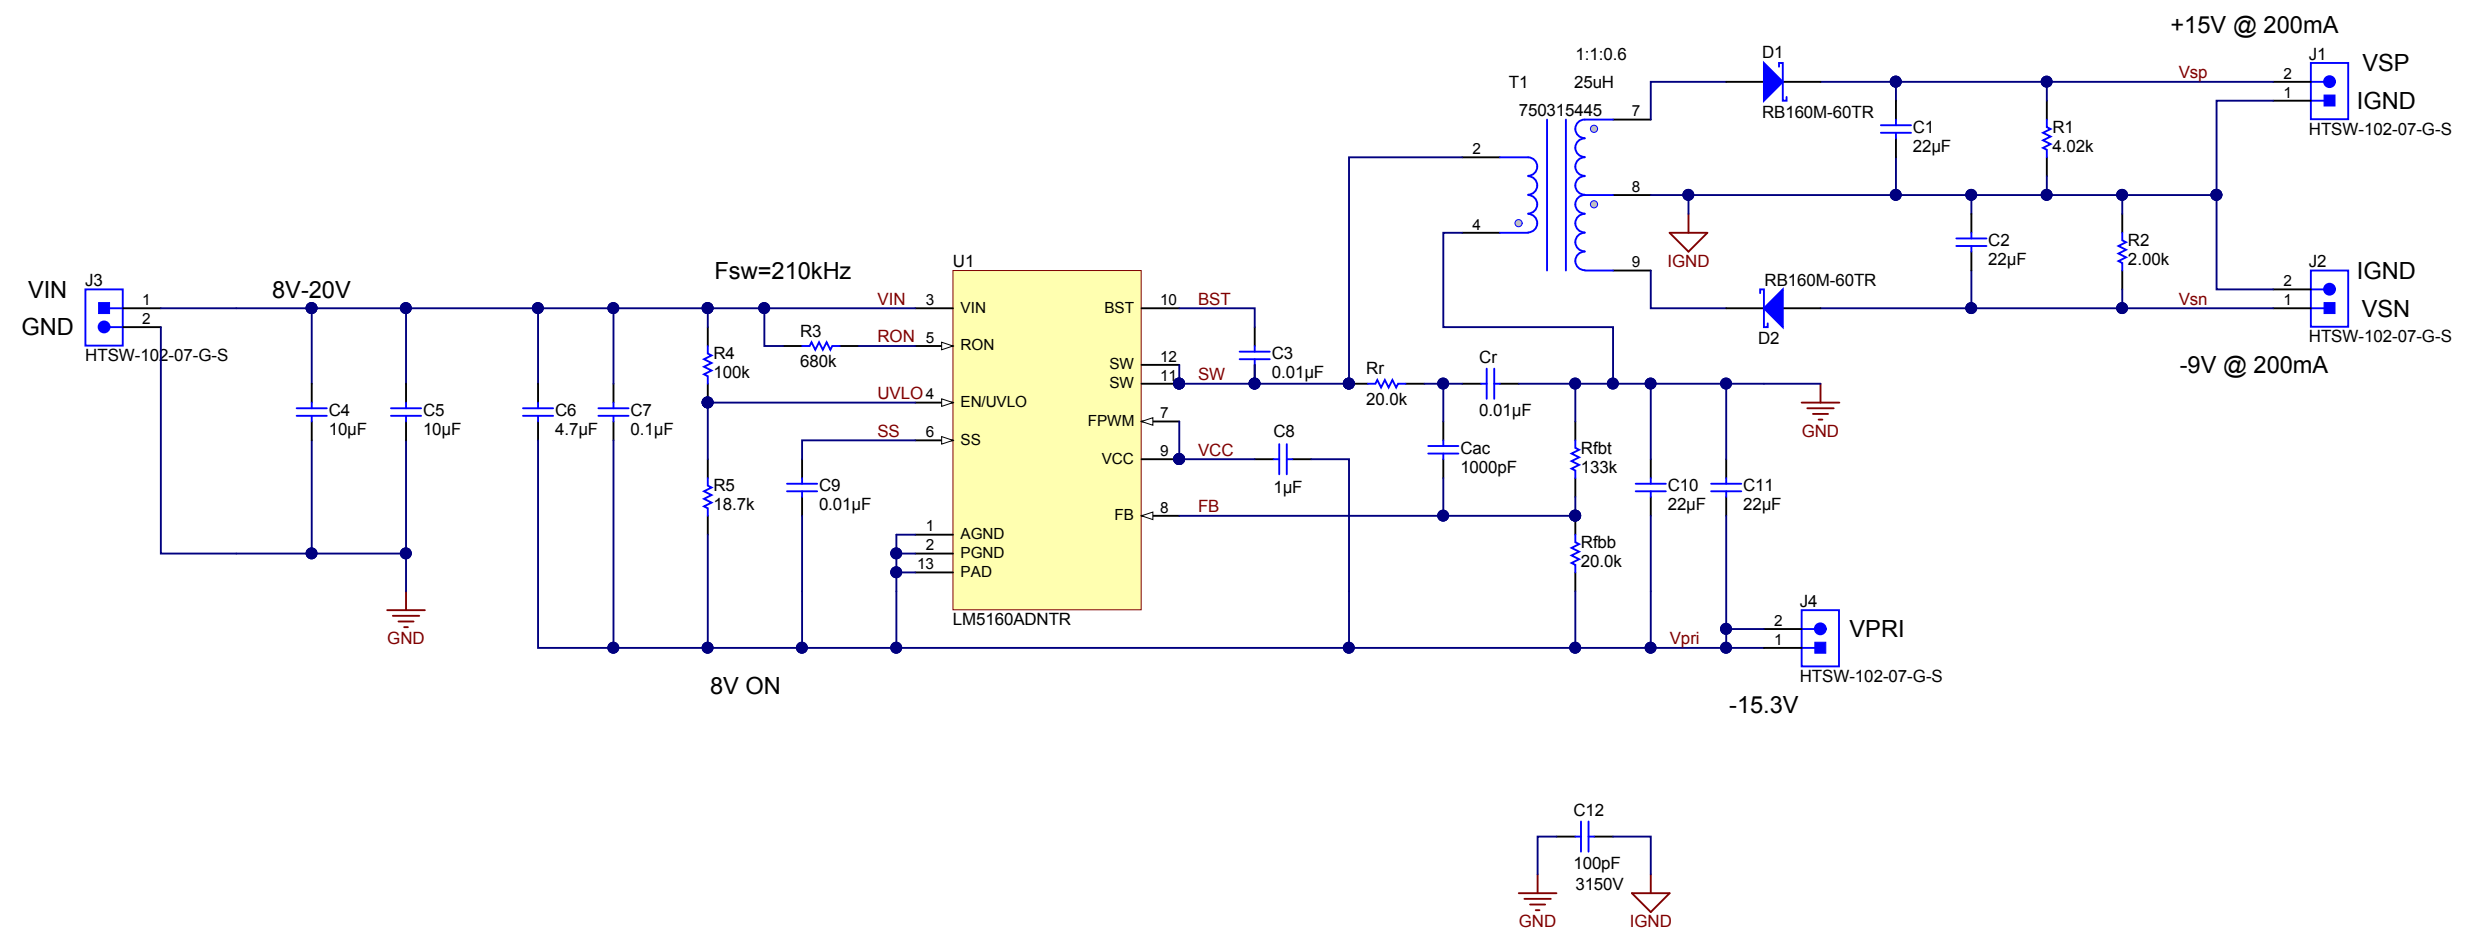 +15V @ 200mA
J1
VSP
2
1
IGND
HTSW-102-07-G-S
Vsp
D1
RB160M-60TR
1:1:0.6
T1
25uH
750315445
7
2
8
4
9
C1
22µF
R1
4.02k
IGND
C2
22µF
R2
2.00k
RB160M-60TR
D2
J2
IGND
2
1
VSN
Vsn
HTSW-102-07-G-S
-9V @ 200mA
VIN
GND
J3
1
2
HTSW-102-07-G-S
8V-20V
C4
10µF
C5
10µF
GND
C6
4.7µF
C7
0.1µF
Fsw=210kHz
R4
100k
R3
680k
R5
18.7k
C9
0.01µF
8V ON
U1
VIN
3
VIN
RON
5
RON
UVLO
4
EN/UVLO
SS
6
SS
1
AGND
2
PGND
13
PAD
LM5160ADNTR
BST
10
BST
SW
12
SW
11
SW
FPWM
7
VCC
9
VCC
FB
8
FB
C3
0.01µF
C8
1µF
Rr
20.0k
Cr
0.01µF
Cac
1000pF
Rfbt
133k
Rfbb
20.0k
C10
22µF
C11
22µF
GND
J4
2
1
VPRI
Vpri
HTSW-102-07-G-S
-15.3V
C12
100pF
3150V
GND
IGND